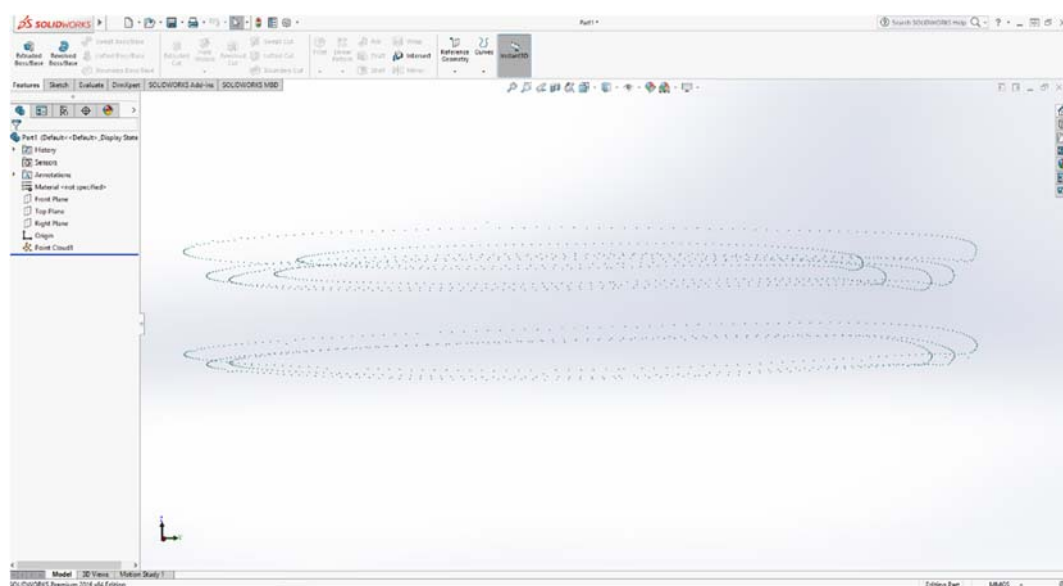 SOLIDWORKS
Part1 *
Search SOLIDWORKS Help
Extruded Boss/Base
Revolved Boss/Base
Swept Boss/Base
Lofted Boss/Base
Boundary Boss/Base
Extruded Cut
Hole Wizard
Revolved Cut
Swept Cut
Lofted Cut
Boundary Cut
Fillet
Linear Pattern
Rib
Draft
Shell
Wrap
Intersect
Mirror
Reference Geometry
Curves
Instant3D
Features
Sketch
Evaluate
DimXpert
SOLIDWORKS Add-Ins
SOLIDWORKS MBD
Part1 (Default<<Default>_Display State
History
Sensors
Annotations
Material <not specified>
Front Plane
Top Plane
Right Plane
Origin
Point Cloud1
Model
3D Views
Motion Study 1
SOLIDWORKS Premium 2016 x64 Edition
Editing Part
MMGS